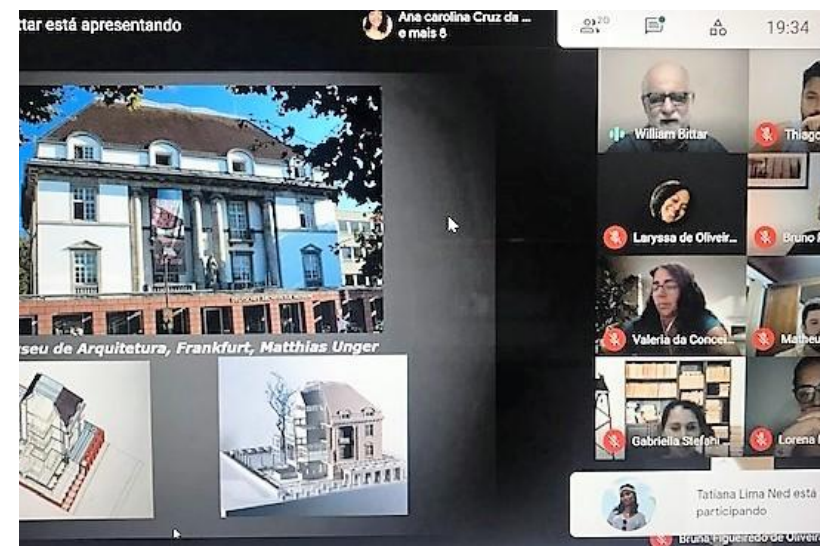 ttar está apresentando
Ana carolina Cruz da ...
e mais 8
20
19:34
William Bittar
Thiago
Laryssa de Oliveir...
Bruno
Valeria da Concei...
Matheu
seu de Arquitetura, Frankfurt, Matthias Unger
Gabriella Stefani
Lorena
Tatiana Lima Ned está
participando
Bruna Figueiredo de Oliveira